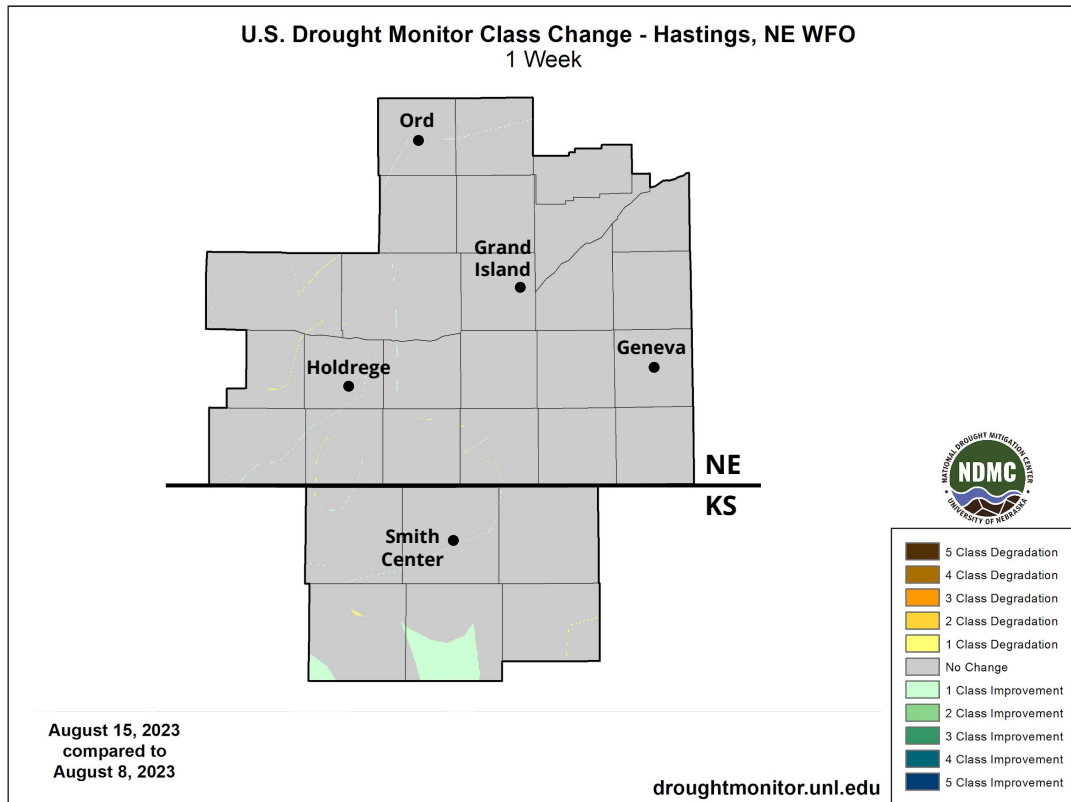 U.S. Drought Monitor Class Change - Hastings, NE WFO
1 Week
Ord
Grand
Island
Geneva
Holdrege
NE
KS
Smith
Center
NATIONAL DROUGHT MITIGATION CENTER
NDMC
UNIVERSITY OF NEBRASKA
5 Class Degradation
4 Class Degradation
3 Class Degradation
2 Class Degradation
1 Class Degradation
No Change
1 Class Improvement
2 Class Improvement
3 Class Improvement
4 Class Improvement
5 Class Improvement
August 15, 2023
compared to
August 8, 2023
droughtmonitor.unl.edu